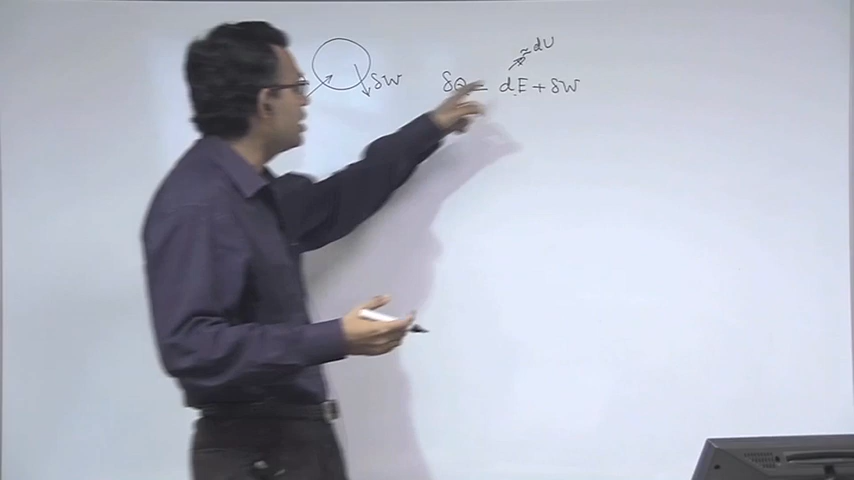 ≈ dU
δW
δQ = dE + δW